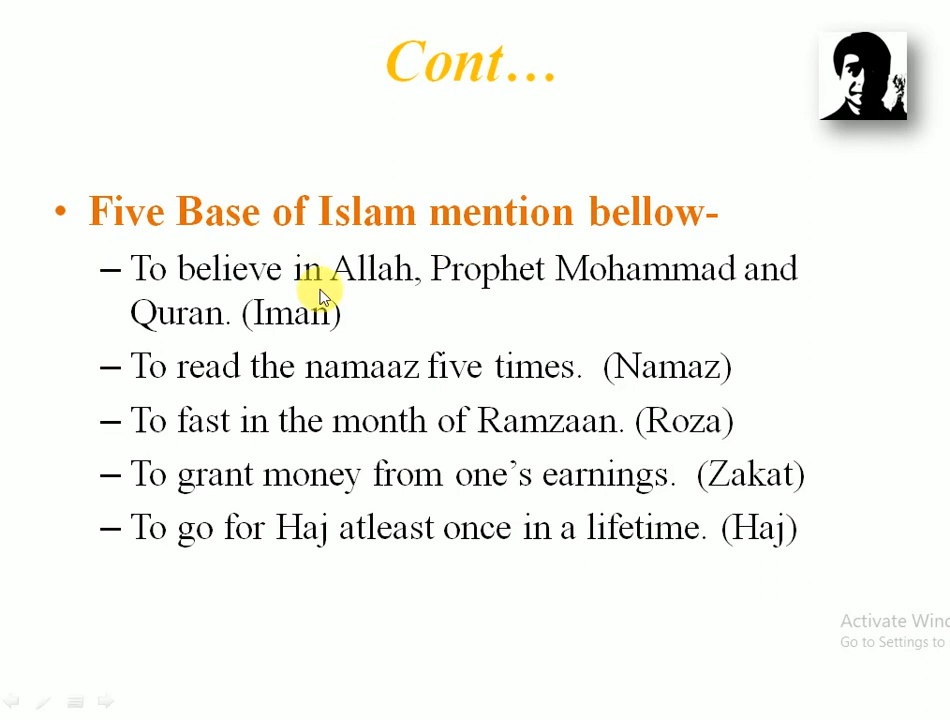 Cont…
• Five Base of Islam mention bellow-
– To believe in Allah, Prophet Mohammad and
Quran. (Iman)
– To read the namaaz five times. (Namaz)
– To fast in the month of Ramzaan. (Roza)
– To grant money from one’s earnings. (Zakat)
– To go for Haj atleast once in a lifetime. (Haj)
Activate Wind
Go to Settings to